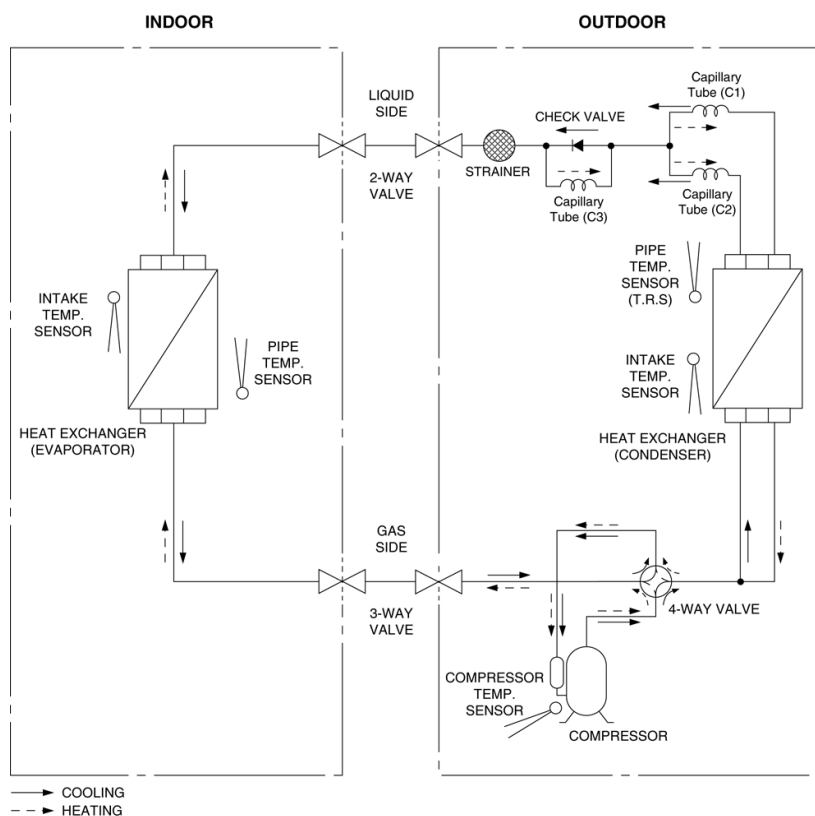 INDOOR
OUTDOOR
LIQUID
SIDE
2-WAY
VALVE
STRAINER
CHECK VALVE
Capillary
Tube (C3)
Capillary
Tube (C1)
Capillary
Tube (C2)
INTAKE
TEMP.
SENSOR
PIPE
TEMP.
SENSOR
HEAT EXCHANGER
(EVAPORATOR)
PIPE
TEMP.
SENSOR
(T.R.S)
INTAKE
TEMP.
SENSOR
HEAT EXCHANGER
(CONDENSER)
GAS
SIDE
3-WAY
VALVE
4-WAY VALVE
COMPRESSOR
TEMP.
SENSOR
COMPRESSOR
COOLING
HEATING